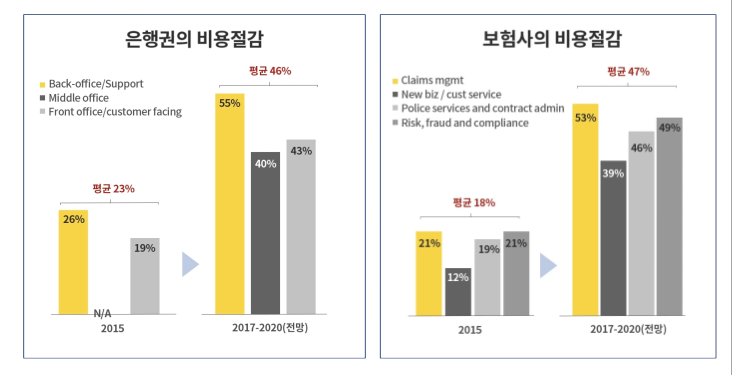 은행권의 비용절감
Back-office/Support
Middle office
Front office/customer facing
평균 46%
55%
40%
43%
평균 23%
26%
N/A
19%
2015
2017-2020(전망)
보험사의 비용절감
Claims mgmt
New biz / cust service
Police services and contract admin
Risk, fraud and compliance
평균 47%
53%
39%
46%
49%
평균 18%
21%
12%
19%
21%
2015
2017-2020(전망)